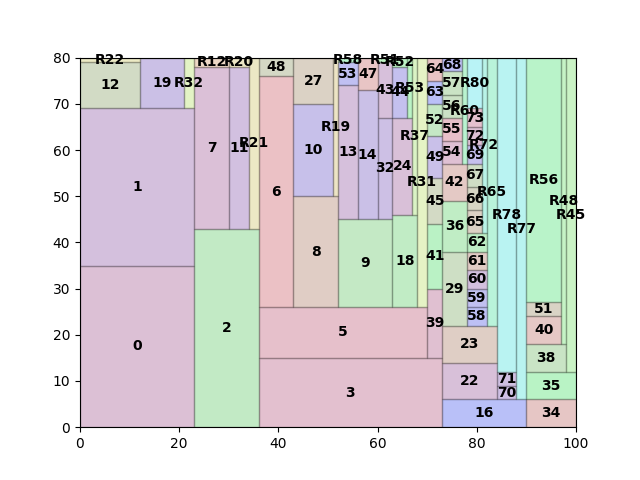 80 R22 R12 R20 48 R58 R51 R52 68
12 19 R32 27 53 47 64 57 R80
70 43 44 R53 63 56 R60 73
60 7 11 R21 10 R19 13 14 R37 52 55 72 R72
1 6 32 24 49 54 69 R56
50 R31 45 42 67 66 R65 R48
40 8 9 18 41 36 65 62 R78 R77 R45
30 29 61 60 59 58
20 0 2 5 39 23 51 40 38
10 3 22 71 70 35
0 16 34
0 20 40 60 80 100